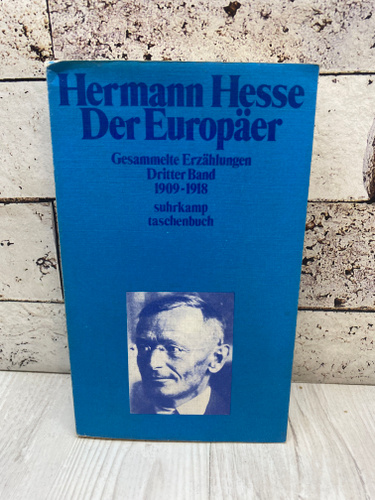 Hermann Hesse
Der Europäer
Gesammelte Erzählungen
Dritter Band
1909-1918
suhrkamp
taschenbuch